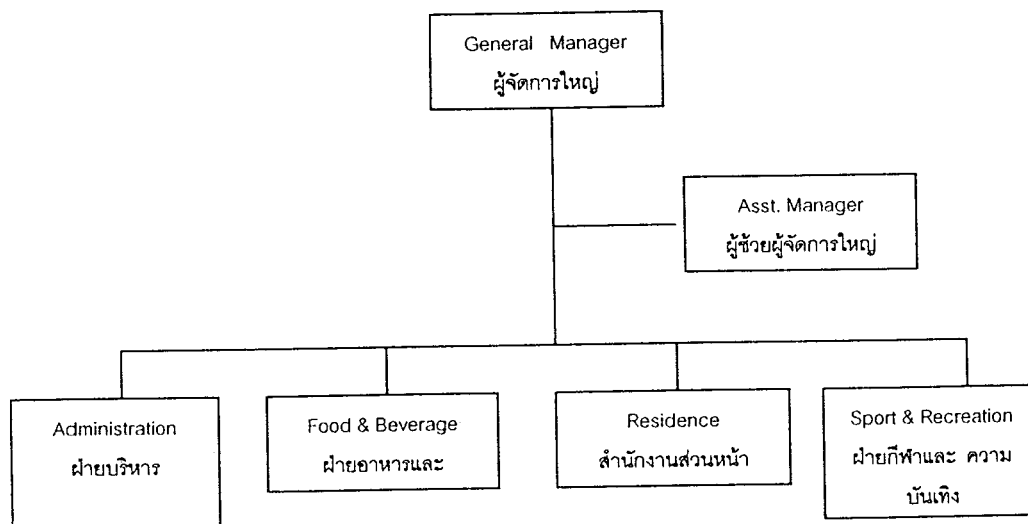 General Manager
ผู้จัดการใหญ่
Asst. Manager
ผู้ช้วยผู้จัดการใหญ่
Administration
ฝ่ายบริหาร
Food & Beverage
ฝ่ายอาหารและ
Residence
สำนักงานส่วนหน้า
Sport & Recreation
ฝ่ายกีฬาและ ความ
บันเทิง